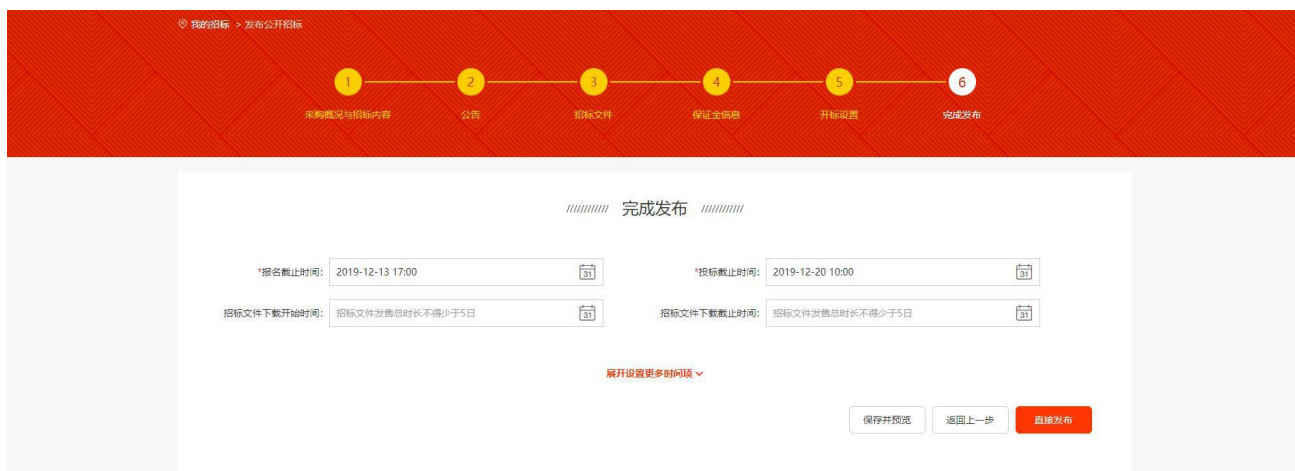 我的招标 > 发布公开招标
1 2 3 4 5 6
采购概况与招标内容 公告 招标文件 保证金信息 开标设置 完成发布
/////////// 完成发布 ///////////
*报名截止时间: 2019-12-13 17:00 31 *投标截止时间: 2019-12-20 10:00 31
招标文件下载开始时间: 招标文件发售总时长不得少于5日 31 招标文件下载截止时间: 招标文件发售总时长不得少于5日 31
展开设置更多时间项
保存并预览 返回上一步 直接发布